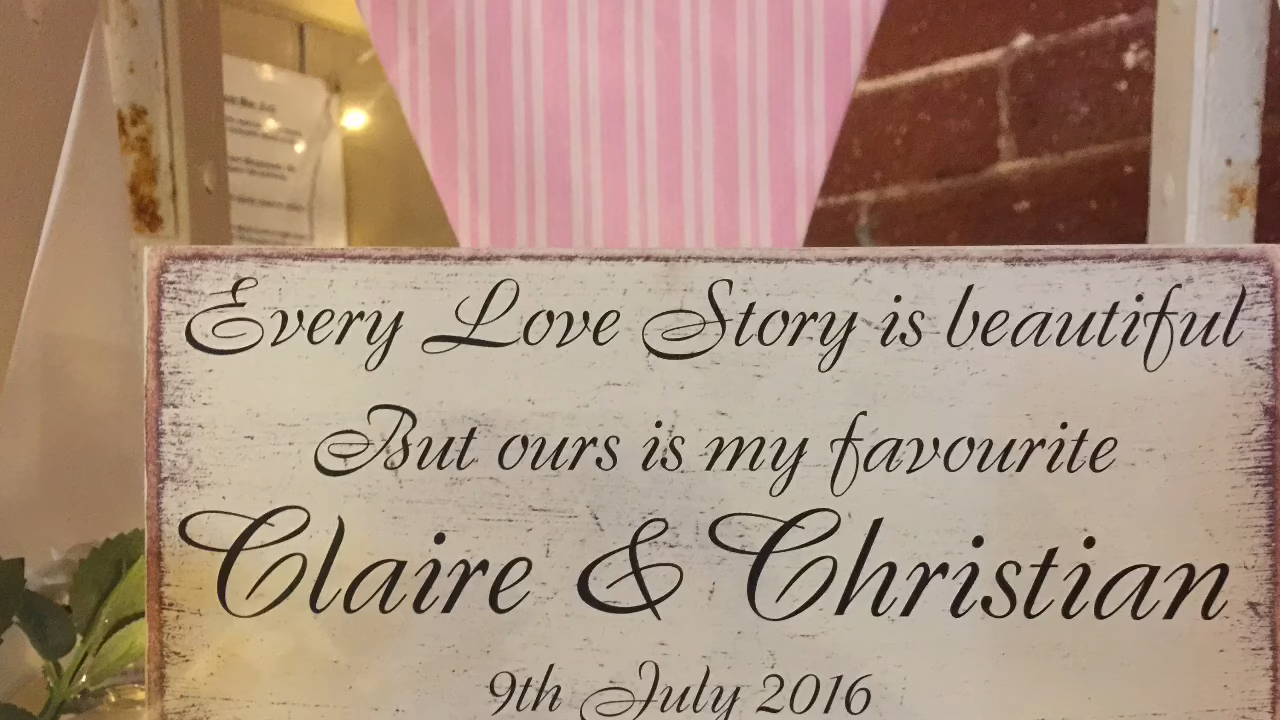 Every Love Story is beautiful
But ours is my favourite
Claire & Christian
9th July 2016